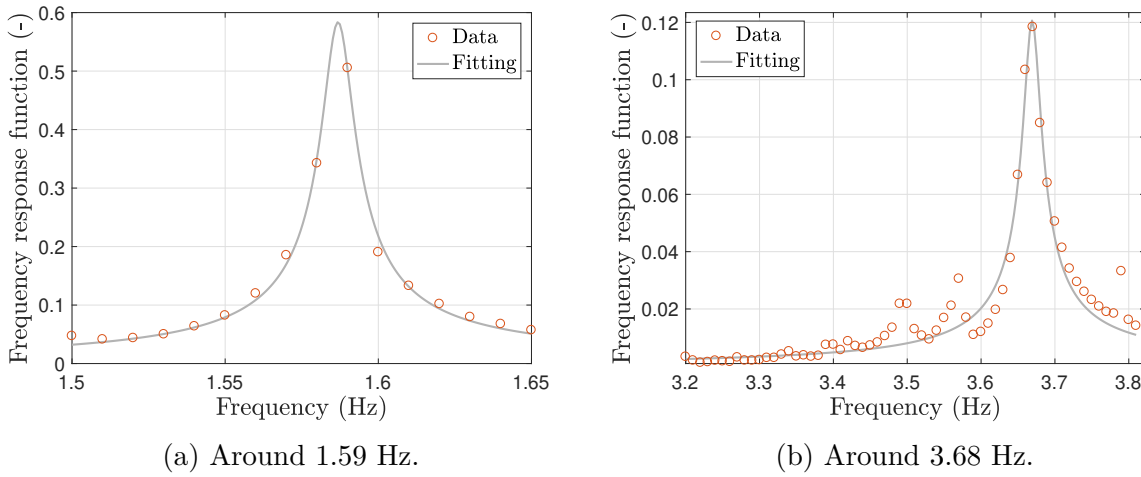 Frequency response function (-)
0.6
0.5
0.4
0.3
0.2
0.1
0
Data
Fitting
1.5
1.55
1.6
1.65
Frequency (Hz)
(a) Around 1.59 Hz.
Frequency response function (-)
0.12
0.1
0.08
0.06
0.04
0.02
Data
Fitting
3.2
3.3
3.4
3.5
3.6
3.7
3.8
Frequency (Hz)
(b) Around 3.68 Hz.